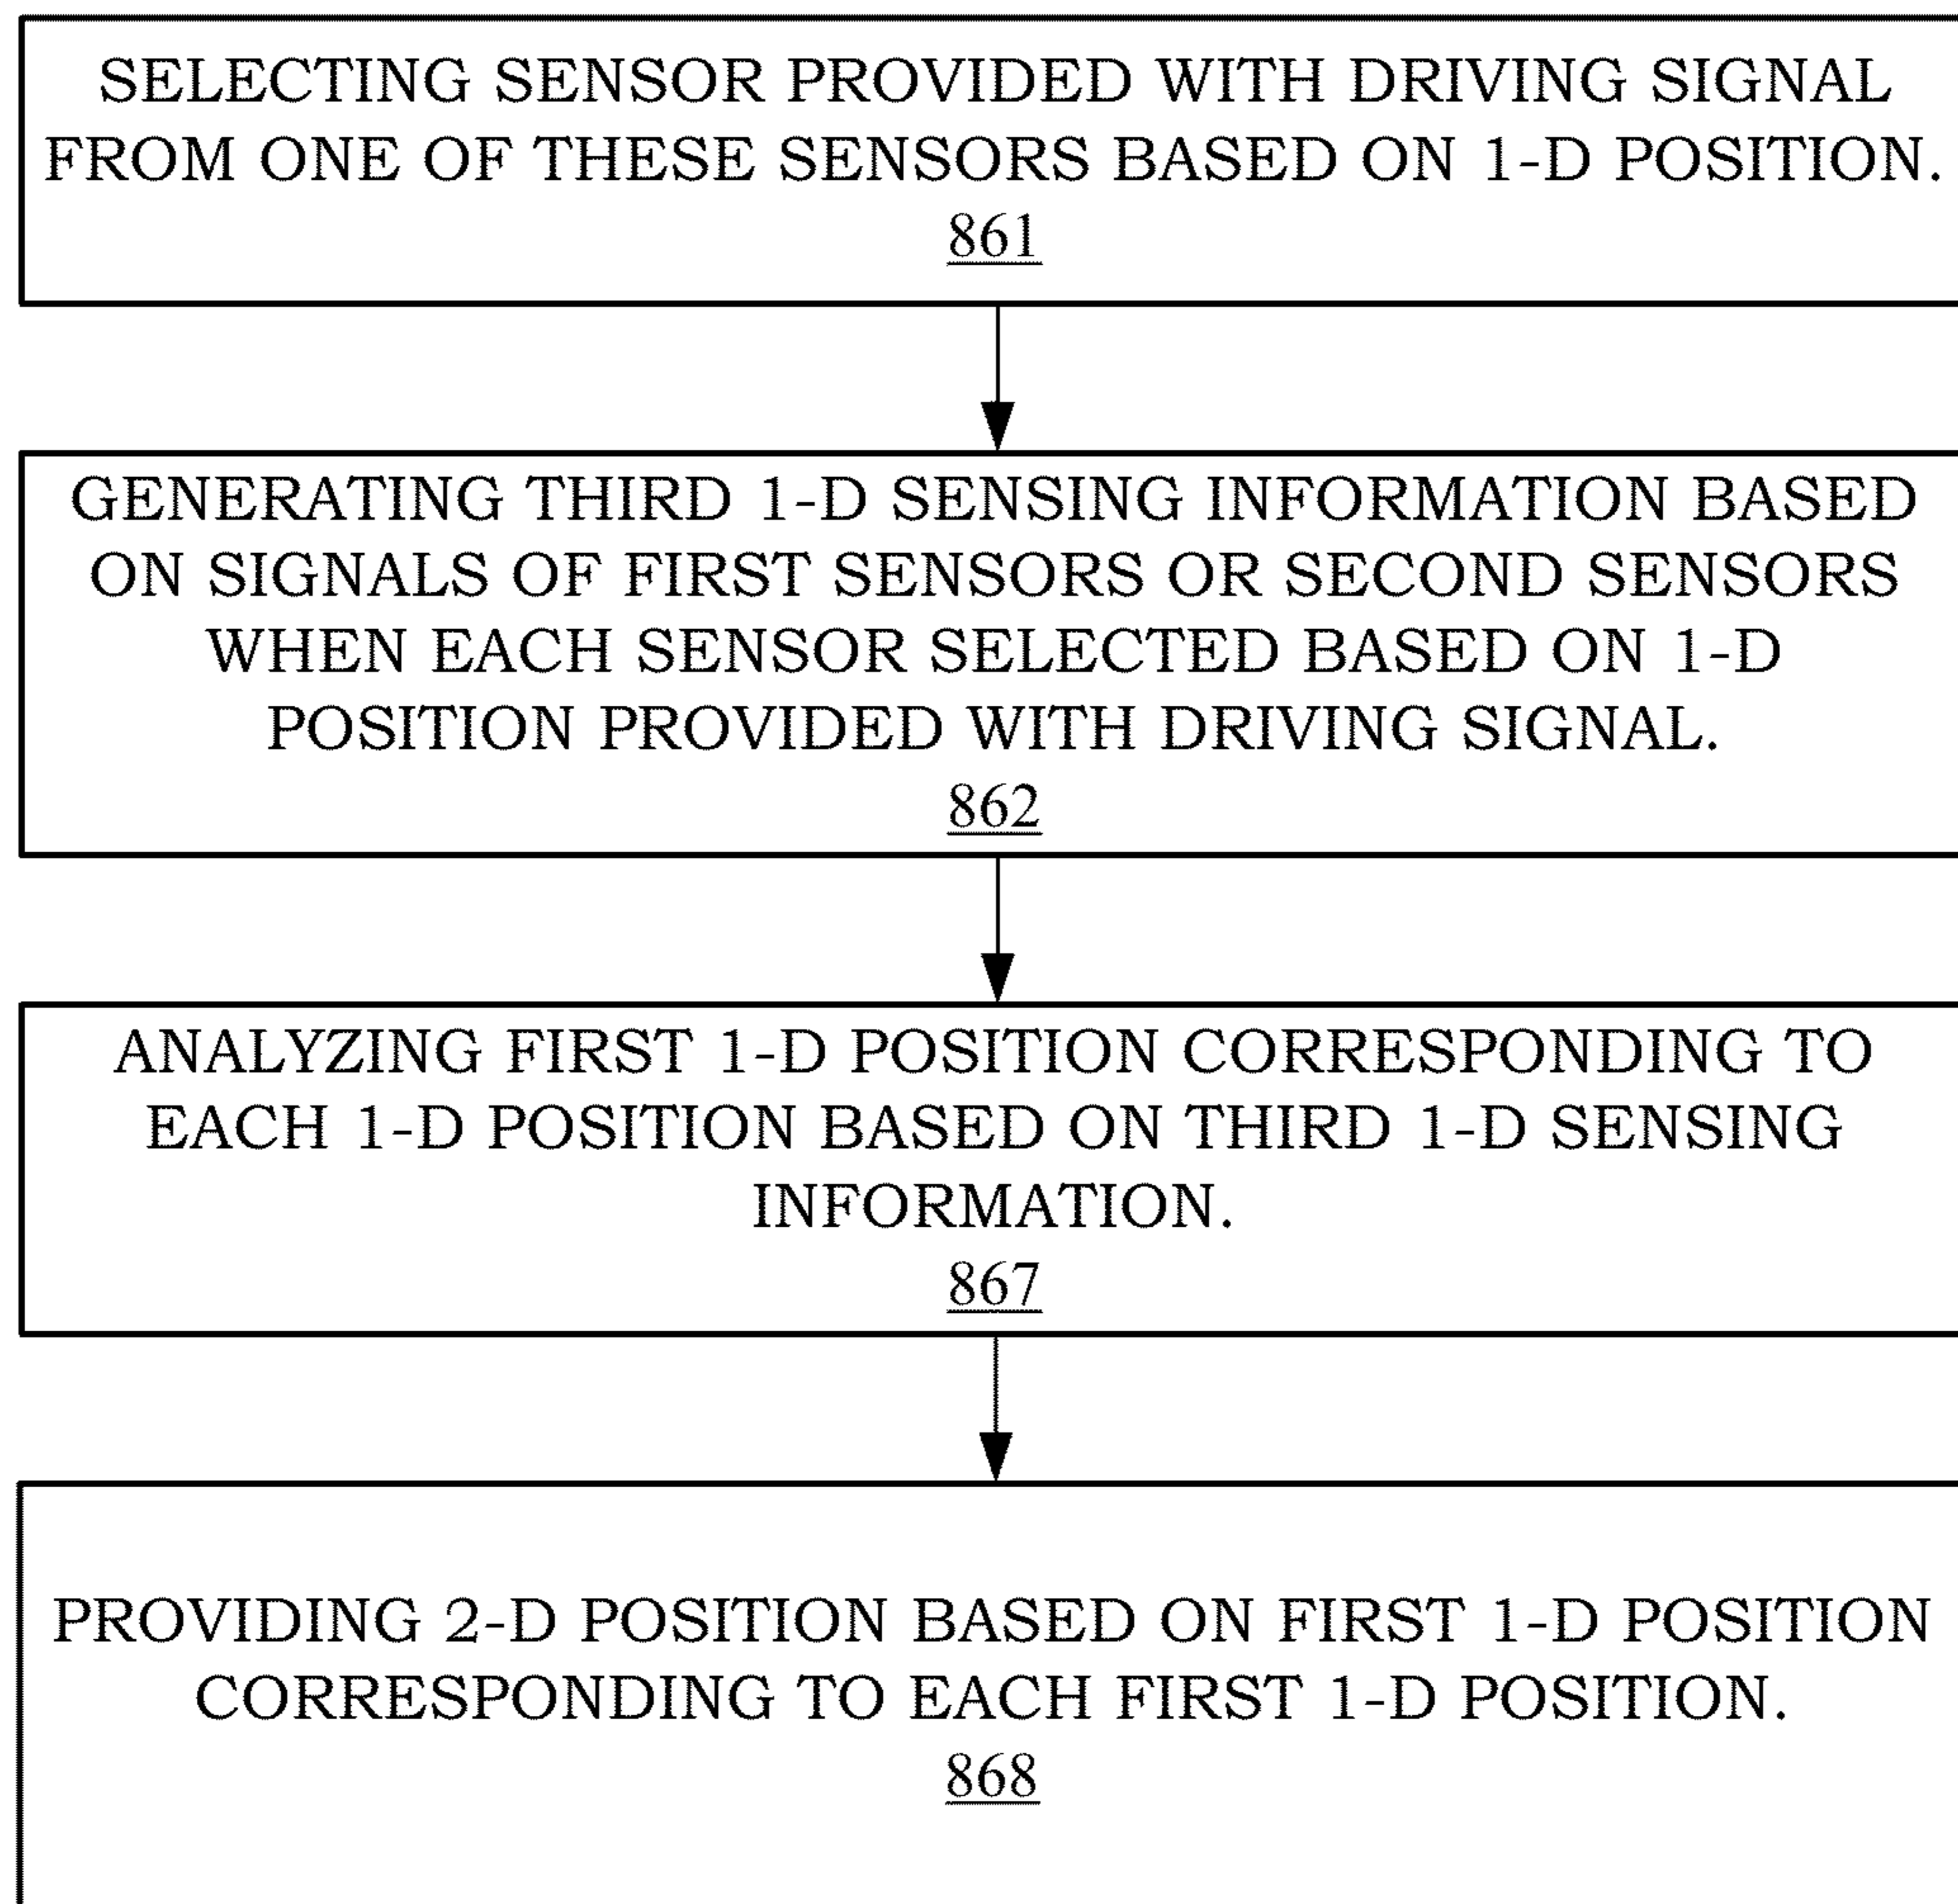 SELECTING SENSOR PROVIDED WITH DRIVING SIGNAL
FROM ONE OF THESE SENSORS BASED ON 1-D POSITION.
861
GENERATING THIRD 1-D SENSING INFORMATION BASED
ON SIGNALS OF FIRST SENSORS OR SECOND SENSORS
WHEN EACH SENSOR SELECTED BASED ON 1-D
POSITION PROVIDED WITH DRIVING SIGNAL.
862
ANALYZING FIRST 1-D POSITION CORRESPONDING TO
EACH 1-D POSITION BASED ON THIRD 1-D SENSING
INFORMATION.
867
PROVIDING 2-D POSITION BASED ON FIRST 1-D POSITION
CORRESPONDING TO EACH FIRST 1-D POSITION.
868